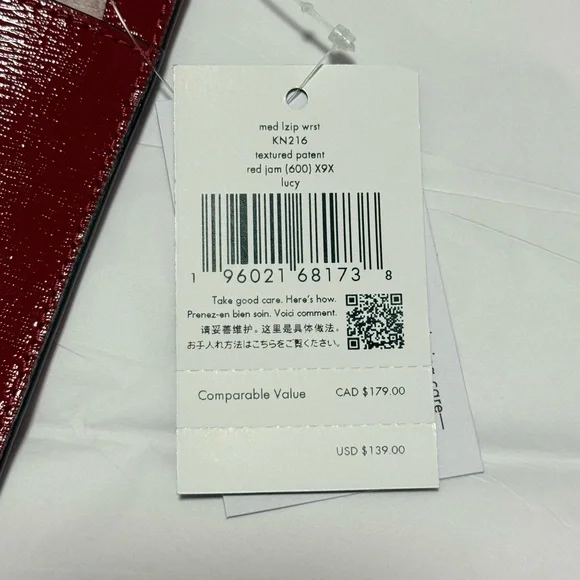 med lzip wrst
KN216
textured patent
red jam (600) X9X
lucy
1 96021 68173 8
Take good care. Here's how.
Prenez-en bien soin. Voici comment.
请妥善维护。这里是具体做法。
お手入れ方法はこちらをご覧ください。
Comparable Value CAD $179.00
USD $139.00
care—